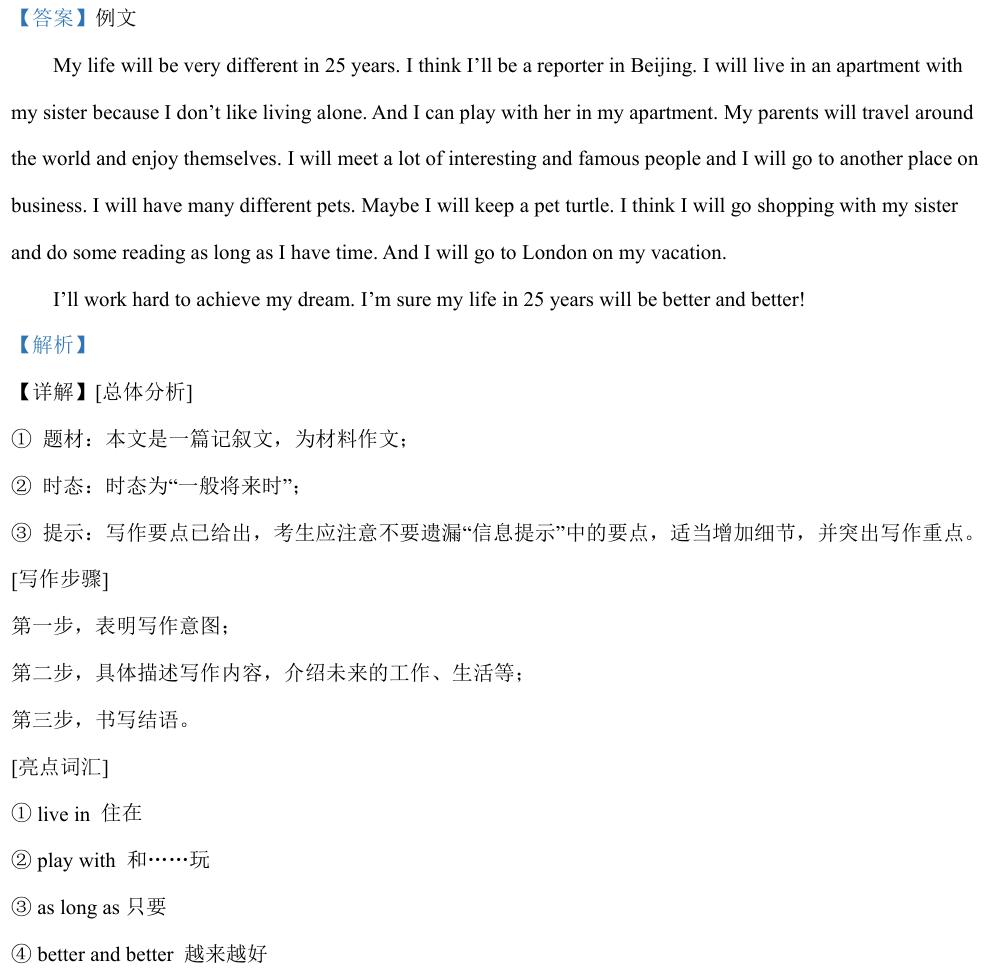 【答案】例文
My life will be very different in 25 years. I think I’ll be a reporter in Beijing. I will live in an apartment with
my sister because I don’t like living alone. And I can play with her in my apartment. My parents will travel around
the world and enjoy themselves. I will meet a lot of interesting and famous people and I will go to another place on
business. I will have many different pets. Maybe I will keep a pet turtle. I think I will go shopping with my sister
and do some reading as long as I have time. And I will go to London on my vacation.
I’ll work hard to achieve my dream. I’m sure my life in 25 years will be better and better!
【解析】
【详解】[总体分析]
① 题材：本文是一篇记叙文，为材料作文；
② 时态：时态为“一般将来时”；
③ 提示：写作要点已给出，考生应注意不要遗漏“信息提示”中的要点，适当增加细节，并突出写作重点。
[写作步骤]
第一步，表明写作意图；
第二步，具体描述写作内容，介绍未来的工作、生活等；
第三步，书写结语。
[亮点词汇]
① live in 住在
② play with 和……玩
③ as long as 只要
④ better and better 越来越好